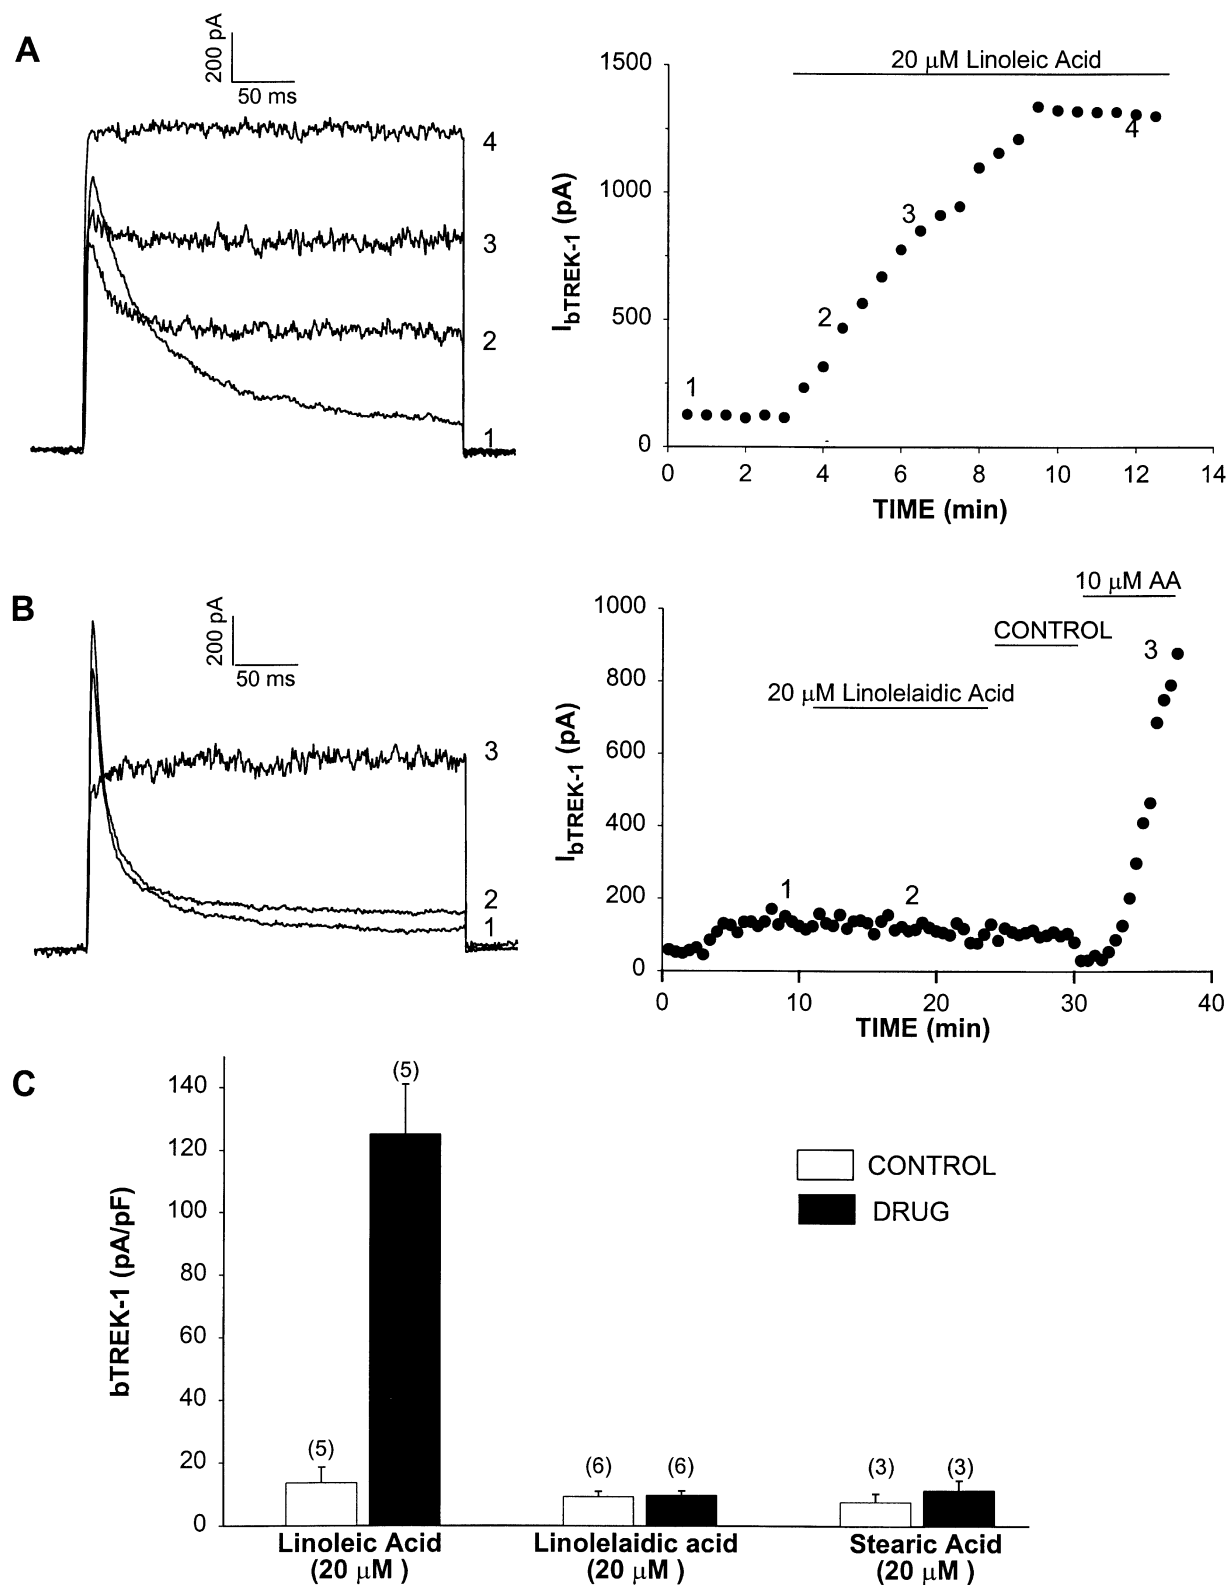 A
200 pA
50 ms
4
3
2
1
20 μM Linoleic Acid
1500
1000
500
0
IbTREK-1 (pA)
1
2
3
4
0 2 4 6 8 10 12 14
TIME (min)
B
200 pA
50 ms
3
2
1
10 μM AA
CONTROL
20 μM Linolelaidic Acid
1000
800
600
400
200
0
IbTREK-1 (pA)
1
2
3
0 10 20 30 40
TIME (min)
C
bTREK-1 (pA/pF)
140
120
100
80
60
40
20
0
(5)
(5)
(6)
(6)
(3)
(3)
CONTROL
DRUG
Linoleic Acid
(20 μM )
Linolelaidic acid
(20 μM )
Stearic Acid
(20 μM )